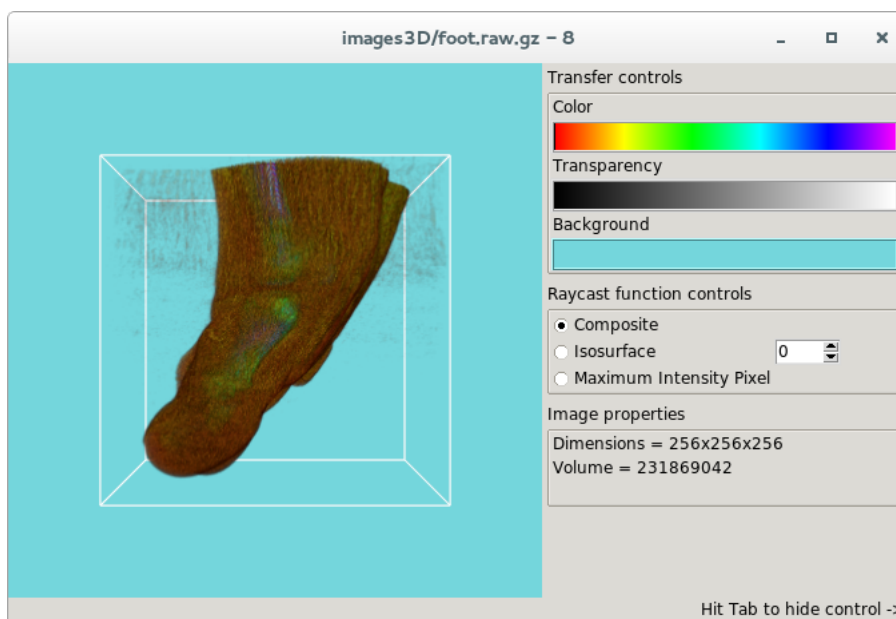 images3D/foot.raw.gz - 8
Transfer controls
Color
Transparency
Background
Raycast function controls
Composite
Isosurface 0
Maximum Intensity Pixel
Image properties
Dimensions = 256x256x256
Volume = 231869042
Hit Tab to hide control ->